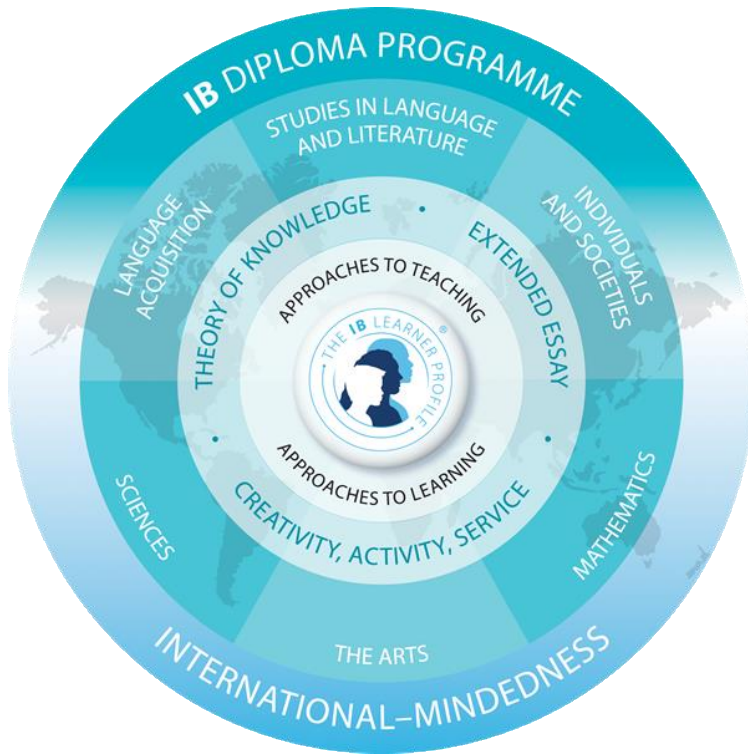 IB DIPLOMA PROGRAMME
STUDIES IN LANGUAGE
AND LITERATURE
LANGUAGE
ACQUISITION
INDIVIDUALS
AND SOCIETIES
THEORY OF KNOWLEDGE •
EXTENDED ESSAY •
APPROACHES TO TEACHING
THE IB LEARNER PROFILE ®
APPROACHES TO LEARNING
CREATIVITY, ACTIVITY, SERVICE •
SCIENCES
MATHEMATICS
THE ARTS
INTERNATIONAL–MINDEDNESS